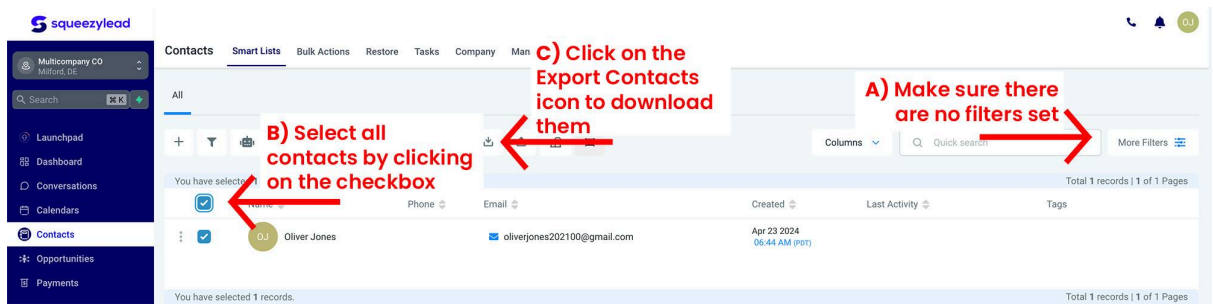 squeezylead
OJ
Contacts Smart Lists Bulk Actions Restore Tasks Company Man
Multicompany CO
Milford, DE
C) Click on the
Export Contacts
icon to download
them
A) Make sure there
are no filters set
Search ⌘ K
All
Launchpad
B) Select all
contacts by clicking
on the checkbox
Columns Quick search More Filters
Dashboard
Conversations
You have selected 1
Total 1 records | 1 of 1 Pages
Calendars
Name Phone Email Created Last Activity Tags
Contacts
OJ Oliver Jones oliverjones202100@gmail.com Apr 23 2024
06:44 AM (PDT)
Opportunities
Payments
You have selected 1 records.
Total 1 records | 1 of 1 Pages